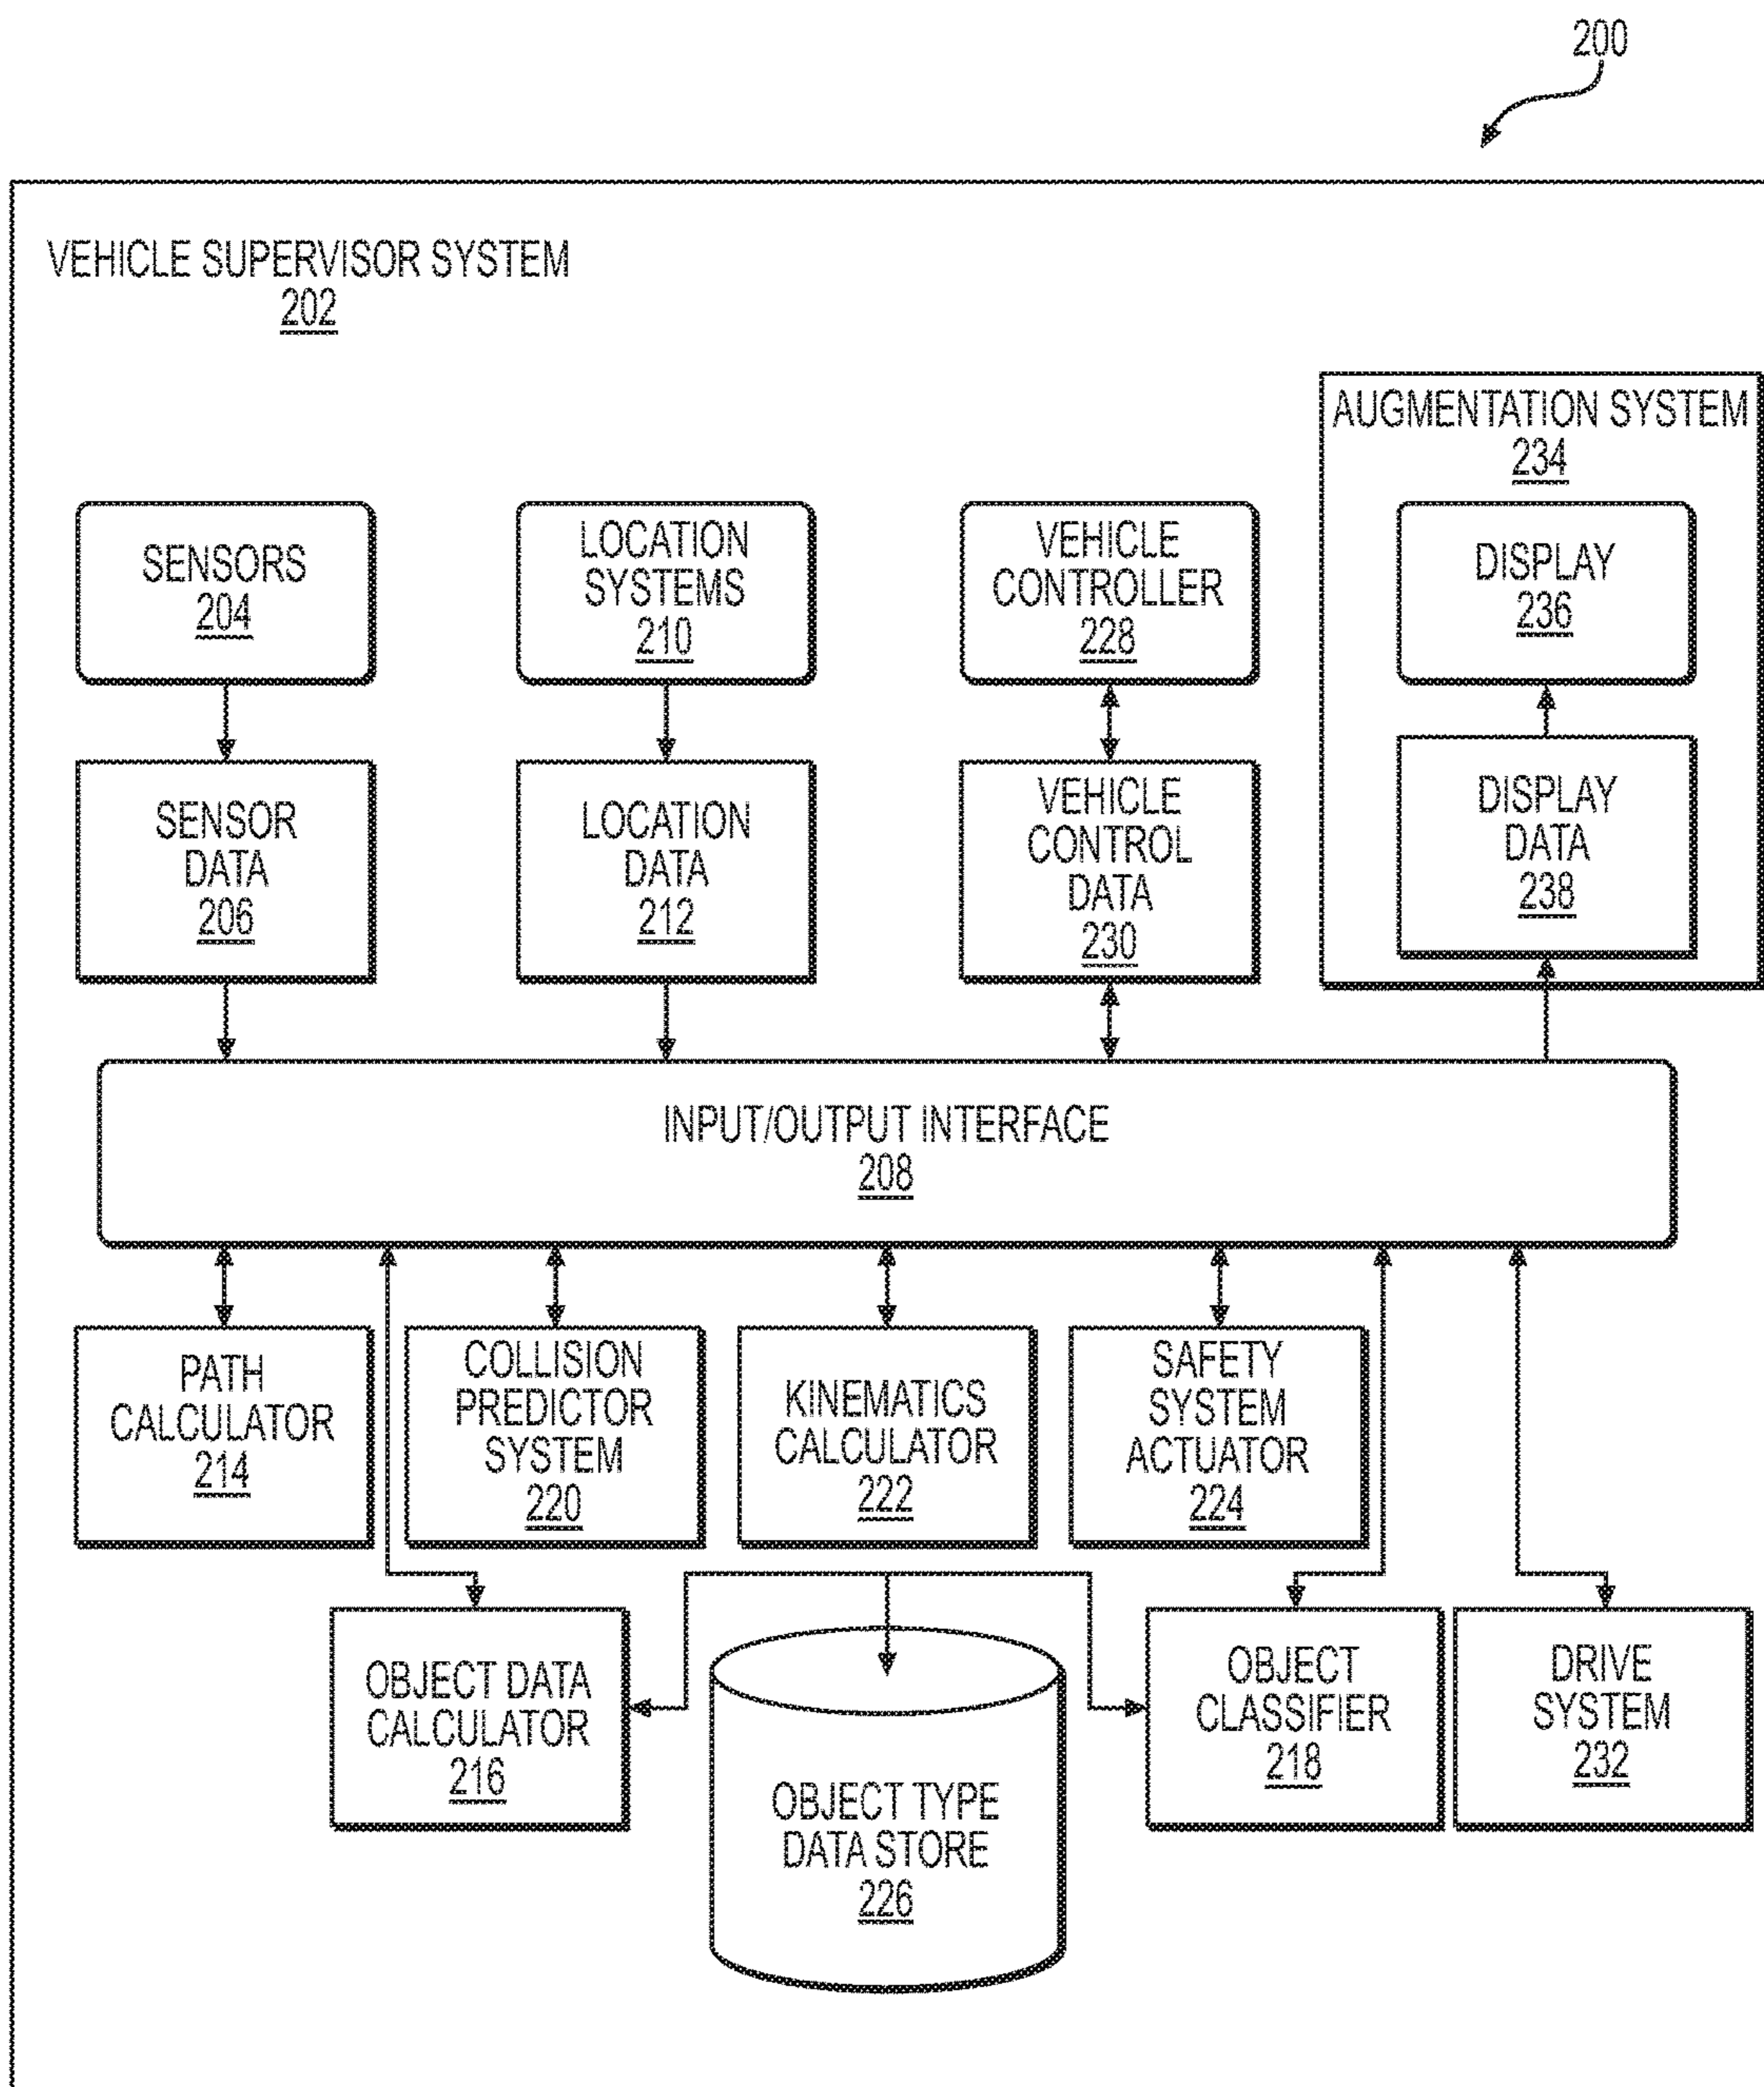 200
VEHICLE SUPERVISOR SYSTEM
202
AUGMENTATION SYSTEM
234
SENSORS
204
LOCATION
SYSTEMS
210
VEHICLE
CONTROLLER
228
DISPLAY
236
SENSOR
DATA
206
LOCATION
DATA
212
VEHICLE
CONTROL
DATA
230
DISPLAY
DATA
238
INPUT/OUTPUT INTERFACE
208
PATH
CALCULATOR
214
COLLISION
PREDICTOR
SYSTEM
220
KINEMATICS
CALCULATOR
222
SAFETY
SYSTEM
ACTUATOR
224
OBJECT DATA
CALCULATOR
216
OBJECT TYPE
DATA STORE
226
OBJECT
CLASSIFIER
218
DRIVE
SYSTEM
232